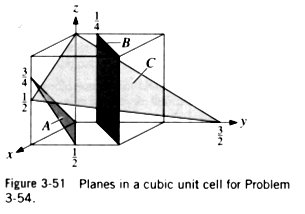 z
1/4
B
C
3/4
1/2
A
y
3/2
x
1/2
Figure 3-51 Planes in a cubic unit cell for Problem
3-54.